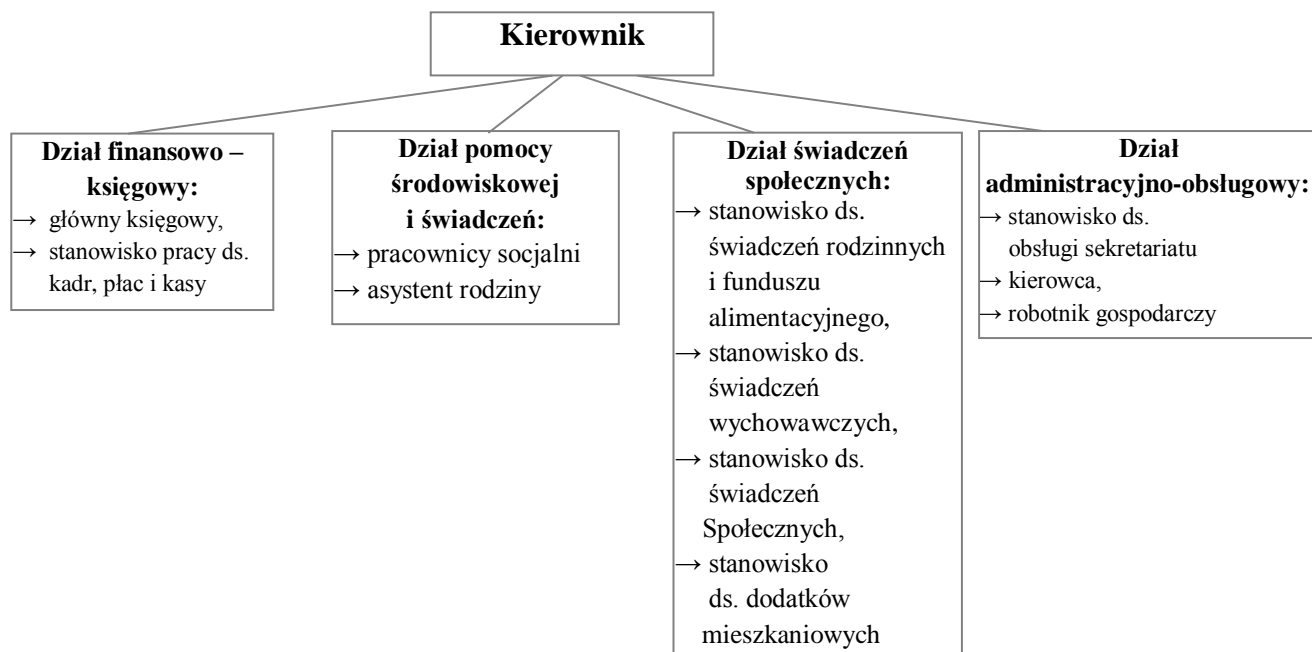 Kierownik
Dział finansowo –
księgowy:
→ główny księgowy,
→ stanowisko pracy ds.
kadr, płac i kasy
Dział pomocy
środowiskowej
i świadczeń:
→ pracownicy socjalni
→ asystent rodziny
Dział świadczeń
społecznych:
→ stanowisko ds.
świadczeń rodzinnych
i funduszu
alimentacyjnego,
→ stanowisko ds.
świadczeń
wychowawczych,
→ stanowisko ds.
świadczeń
Społecznych,
→ stanowisko
ds. dodatków
mieszkaniowych
Dział
administracyjno-obsługowy:
→ stanowisko ds.
obsługi sekretariatu
→ kierowca,
→ robotnik gospodarczy